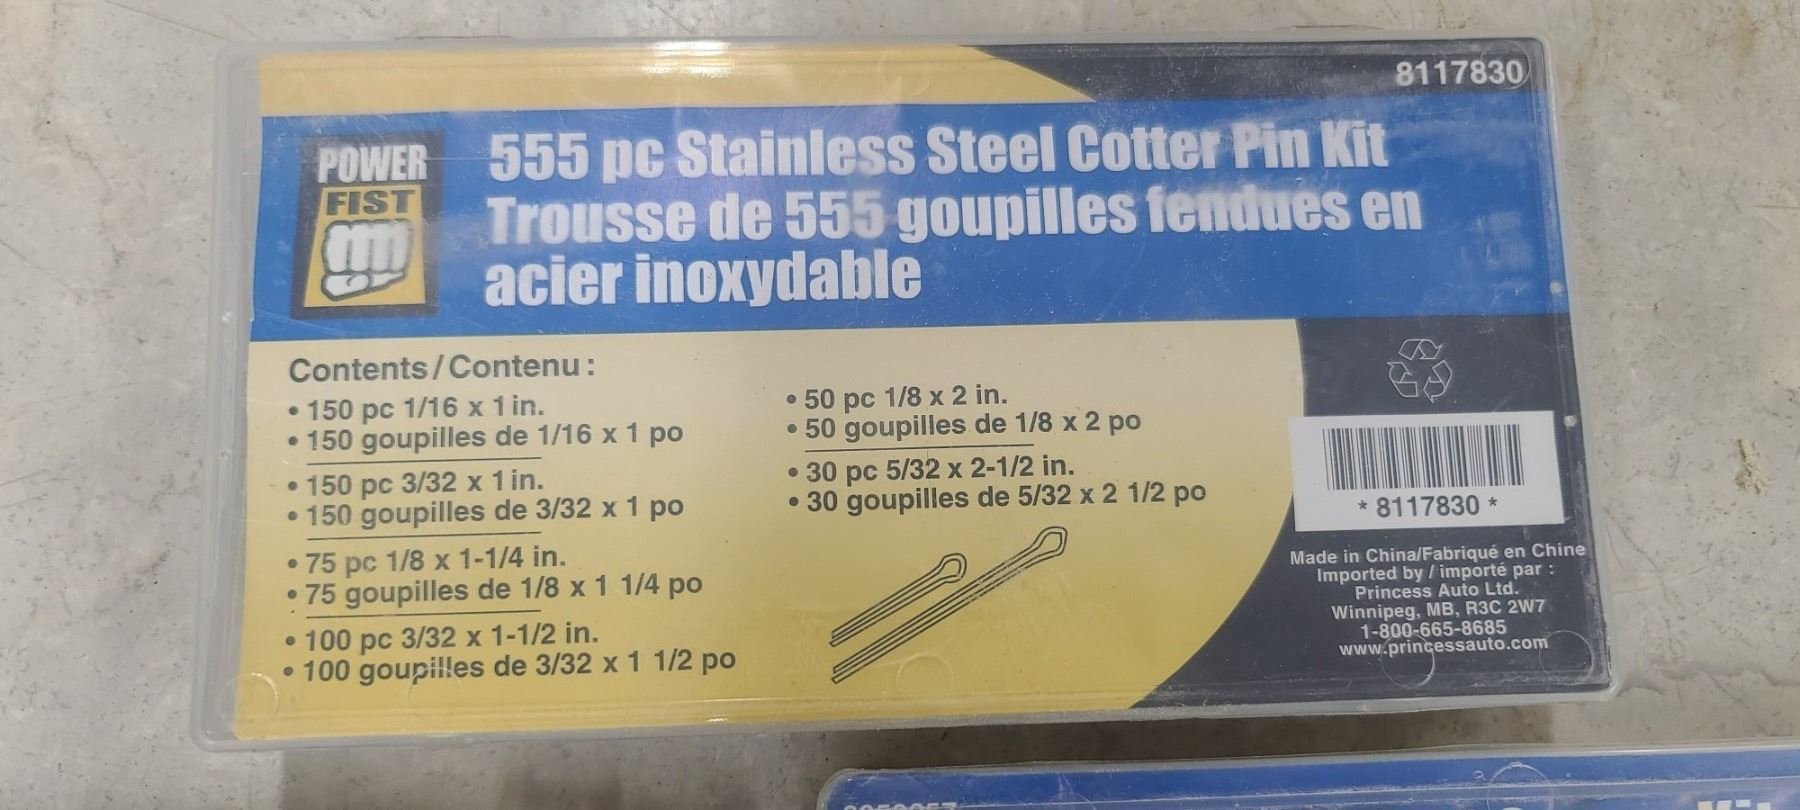 8117830
POWER
FIST
555 pc Stainless Steel Cotter Pin Kit
Trousse de 555 goupilles fendues en
acier inoxydable
Contents/Contenu :
• 150 pc 1/16 x 1 in.
• 150 goupilles de 1/16 x 1 po
• 150 pc 3/32 x 1 in.
• 150 goupilles de 3/32 x 1 po
• 75 pc 1/8 x 1-1/4 in.
• 75 goupilles de 1/8 x 1 1/4 po
• 100 pc 3/32 x 1-1/2 in.
• 100 goupilles de 3/32 x 1 1/2 po
• 50 pc 1/8 x 2 in.
• 50 goupilles de 1/8 x 2 po
• 30 pc 5/32 x 2-1/2 in.
• 30 goupilles de 5/32 x 2 1/2 po
* 8117830 *
Made in China/Fabriqué en Chine
Imported by / importé par :
Princess Auto Ltd.
Winnipeg, MB, R3C 2W7
1-800-665-8685
www.princessauto.com